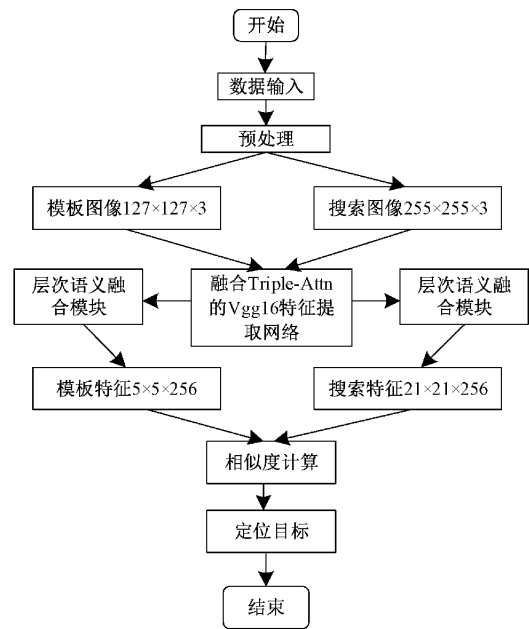 开始
数据输入
预处理
模板图像127×127×3
搜索图像255×255×3
层次语义融
合模块
融合Triple-Attn
的Vgg16特征提
取网络
层次语义融
合模块
模板特征5×5×256
搜索特征21×21×256
相似度计算
定位目标
结束